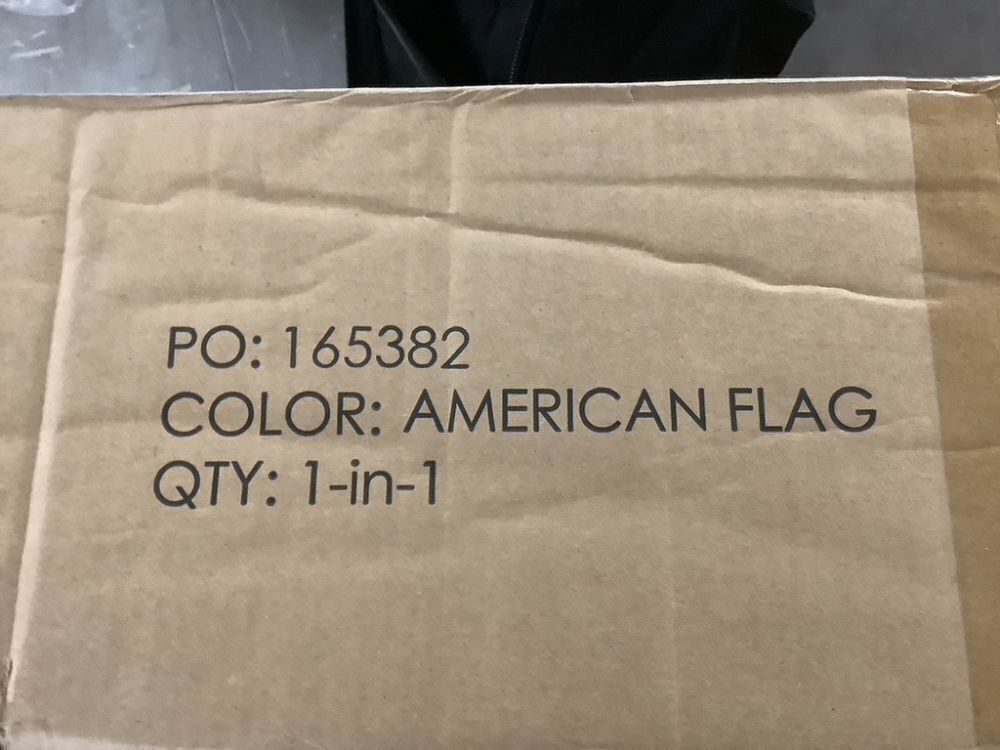 PO: 165382
COLOR: AMERICAN FLAG
QTY: 1-in-1